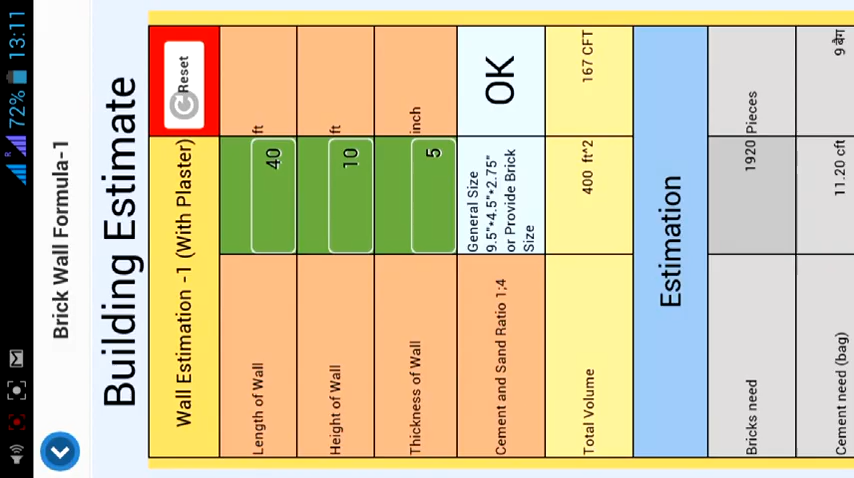 72% 13:11
Brick Wall Formula-1
Building Estimate
Wall Estimation -1 (With Plaster)
Reset
Length of Wall 40 ft
Height of Wall 10 ft
Thickness of Wall 5 inch
Cement and Sand Ratio 1:4
General Size
9.5"*4.5"*2.75"
or Provide Brick
Size
OK
Total Volume 400 ft^2 167 CFT
Estimation
Bricks need 1920 Pieces
Cement need (bag) 11.20 cft 9 बैग